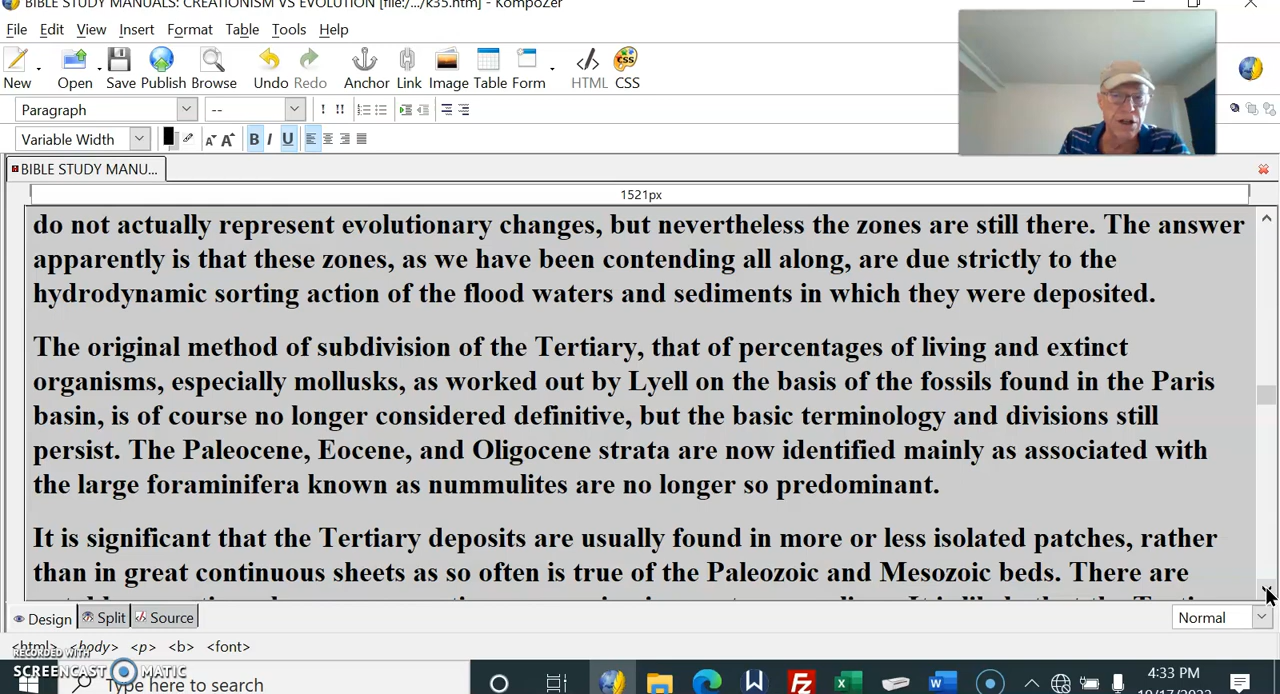 BIBLE STUDY MANUALS: CREATIONISM VS EVOLUTION [file:/.../k35.htm] - KompoZer
File Edit View Insert Format Table Tools Help
New Open Save Publish Browse Undo Redo Anchor Link Image Table Form HTML CSS
Paragraph --
Variable Width B I U
BIBLE STUDY MANU...
1521px
do not actually represent evolutionary changes, but nevertheless the zones are still there. The answer
apparently is that these zones, as we have been contending all along, are due strictly to the
hydrodynamic sorting action of the flood waters and sediments in which they were deposited.
The original method of subdivision of the Tertiary, that of percentages of living and extinct
organisms, especially mollusks, as worked out by Lyell on the basis of the fossils found in the Paris
basin, is of course no longer considered definitive, but the basic terminology and divisions still
persist. The Paleocene, Eocene, and Oligocene strata are now identified mainly as associated with
the large foraminifera known as nummulites are no longer so predominant.
It is significant that the Tertiary deposits are usually found in more or less isolated patches, rather
than in great continuous sheets as so often is true of the Paleozoic and Mesozoic beds. There are
Design Split Source Normal
<html> <body> <p> <b> <font>
RECORDED WITH
SCREENCAST MATIC
Type here to search
4:33 PM